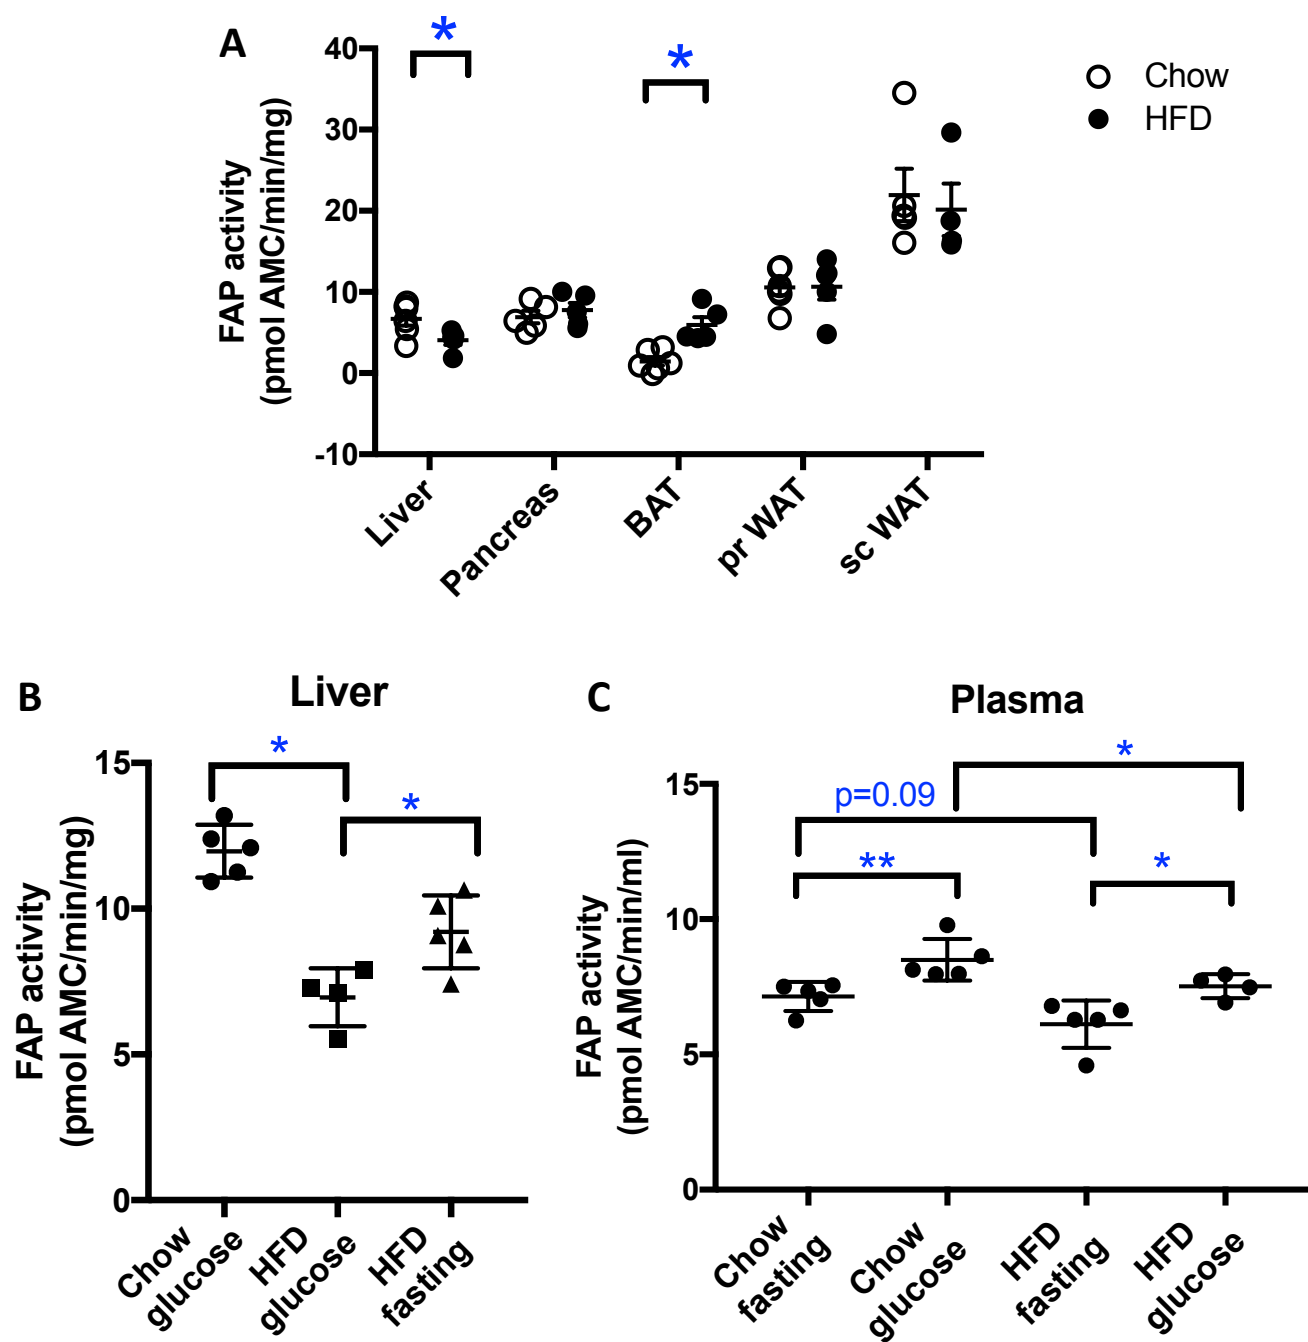 A
*
*
Chow
HFD
FAP activity
(pmol AMC/min/mg)
40
30
20
10
0
-10
Liver
Pancreas
BAT
pr WAT
sc WAT
B
Liver
*
*
FAP activity
(pmol AMC/min/mg)
15
10
5
0
Chow
glucose
HFD
glucose
HFD
fasting
C
Plasma
*
p=0.09
**
*
FAP activity
(pmol AMC/min/ml)
15
10
5
0
Chow
fasting
Chow
glucose
HFD
fasting
HFD
glucose